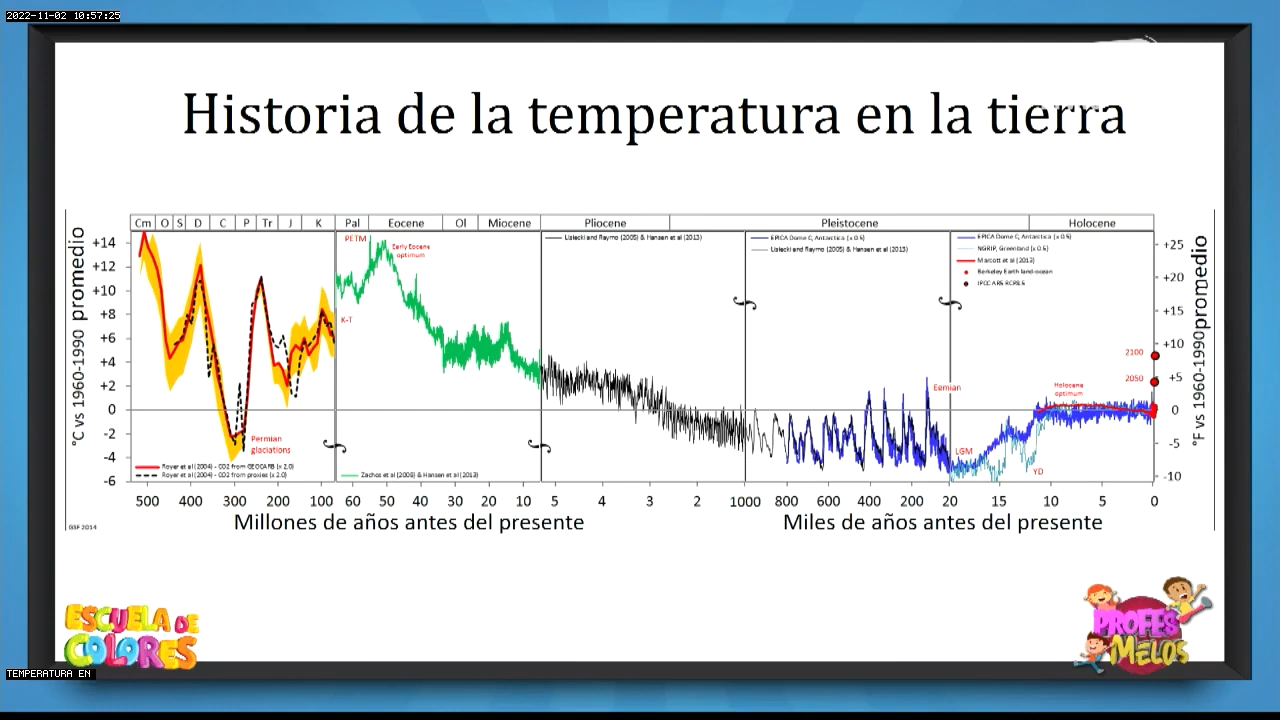 2022-11-02 10:57:25
Historia de la temperatura en la tierra
Cm O S D C P Tr J K Pal Eocene Ol Miocene Pliocene Pleistocene Holocene
°C vs 1960-1990 promedio
+14
+12
+10
+8
+6
+4
+2
0
-2
-4
-6
PETM
Early Eocene
optimum
K-T
Permian
glaciations
Royer et al (2004) - CO2 from GEOCARB (x 2.0)
Royer et al (2004) - CO2 from proxies (x 2.0)
Zachos et al (2008) & Hansen et al (2013)
Lisiecki and Raymo (2005) & Hansen et al (2013)
EPICA Dome C, Antarctica (x 0.5)
Lisiecki and Raymo (2005) & Hansen et al (2013)
EPICA Dome C, Antarctica (x 0.5)
NGRIP, Greenland (x 0.5)
Marcott et al (2013)
Berkeley Earth land-ocean
IPCC AR5 RCP8.5
2100
2050
Eemian
Holocene
optimum
LGM
YD
+25
+20
+15
+10
+5
0
-5
-10
°F vs 1960-1990 promedio
500 400 300 200 100 60 50 40 30 20 10 5 4 3 2 1000 800 600 400 200 20 15 10 5 0
Millones de años antes del presente
Miles de años antes del presente
GSF 2014
ESCUELA DE
COLORES
PROFES
MELOS
TEMPERATURA EN